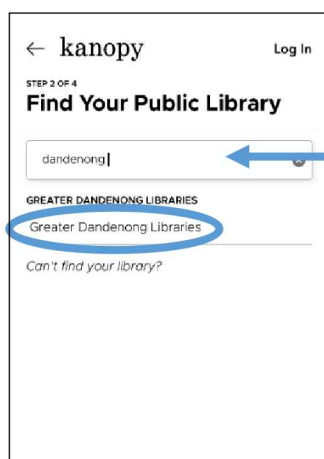 ← kanopy Log In
STEP 2 OF 4
Find Your Public Library
dandenong
GREATER DANDENONG LIBRARIES
Greater Dandenong Libraries
Can't find your library?